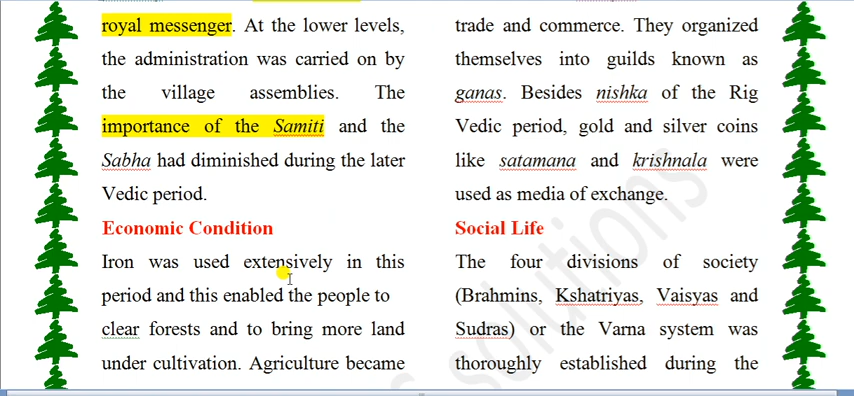 royal messenger. At the lower levels,
the administration was carried on by
the village assemblies. The
importance of the Samiti and the
Sabha had diminished during the later
Vedic period.
Economic Condition
Iron was used extensively in this
period and this enabled the people to
clear forests and to bring more land
under cultivation. Agriculture became
trade and commerce. They organized
themselves into guilds known as
ganas. Besides nishka of the Rig
Vedic period, gold and silver coins
like satamana and krishnala were
used as media of exchange.
Social Life
The four divisions of society
(Brahmins, Kshatriyas, Vaisyas and
Sudras) or the Varna system was
thoroughly established during the
s solutions